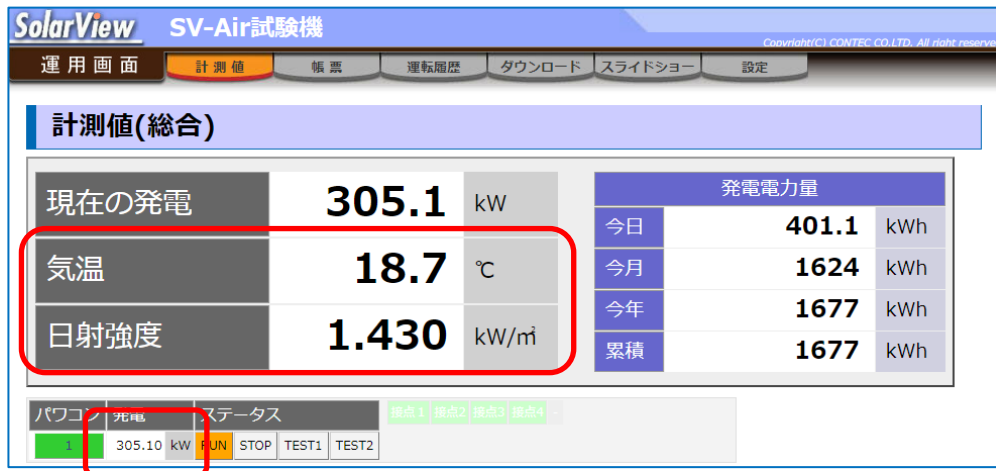 SolarView SV-Air試験機
Copyright(C) CONTEC CO.LTD. All right reserve
運用画面 計測値 帳票 運転履歴 ダウンロード スライドショー 設定
計測値(総合)
現在の発電 305.1 kW
気温 18.7 ℃
日射強度 1.430 kW/㎡
発電電力量
今日 401.1 kWh
今月 1624 kWh
今年 1677 kWh
累積 1677 kWh
パワコン 発電 ステータス 接点1 接点2 接点3 接点4 -
1 305.10 kW RUN STOP TEST1 TEST2